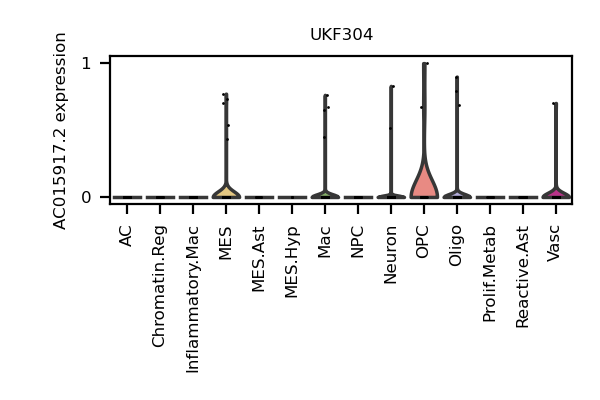 UKF304
AC015917.2 expression
1
0
AC
Chromatin.Reg
Inflammatory.Mac
MES
MES.Ast
MES.Hyp
Mac
NPC
Neuron
OPC
Oligo
Prolif.Metab
Reactive.Ast
Vasc